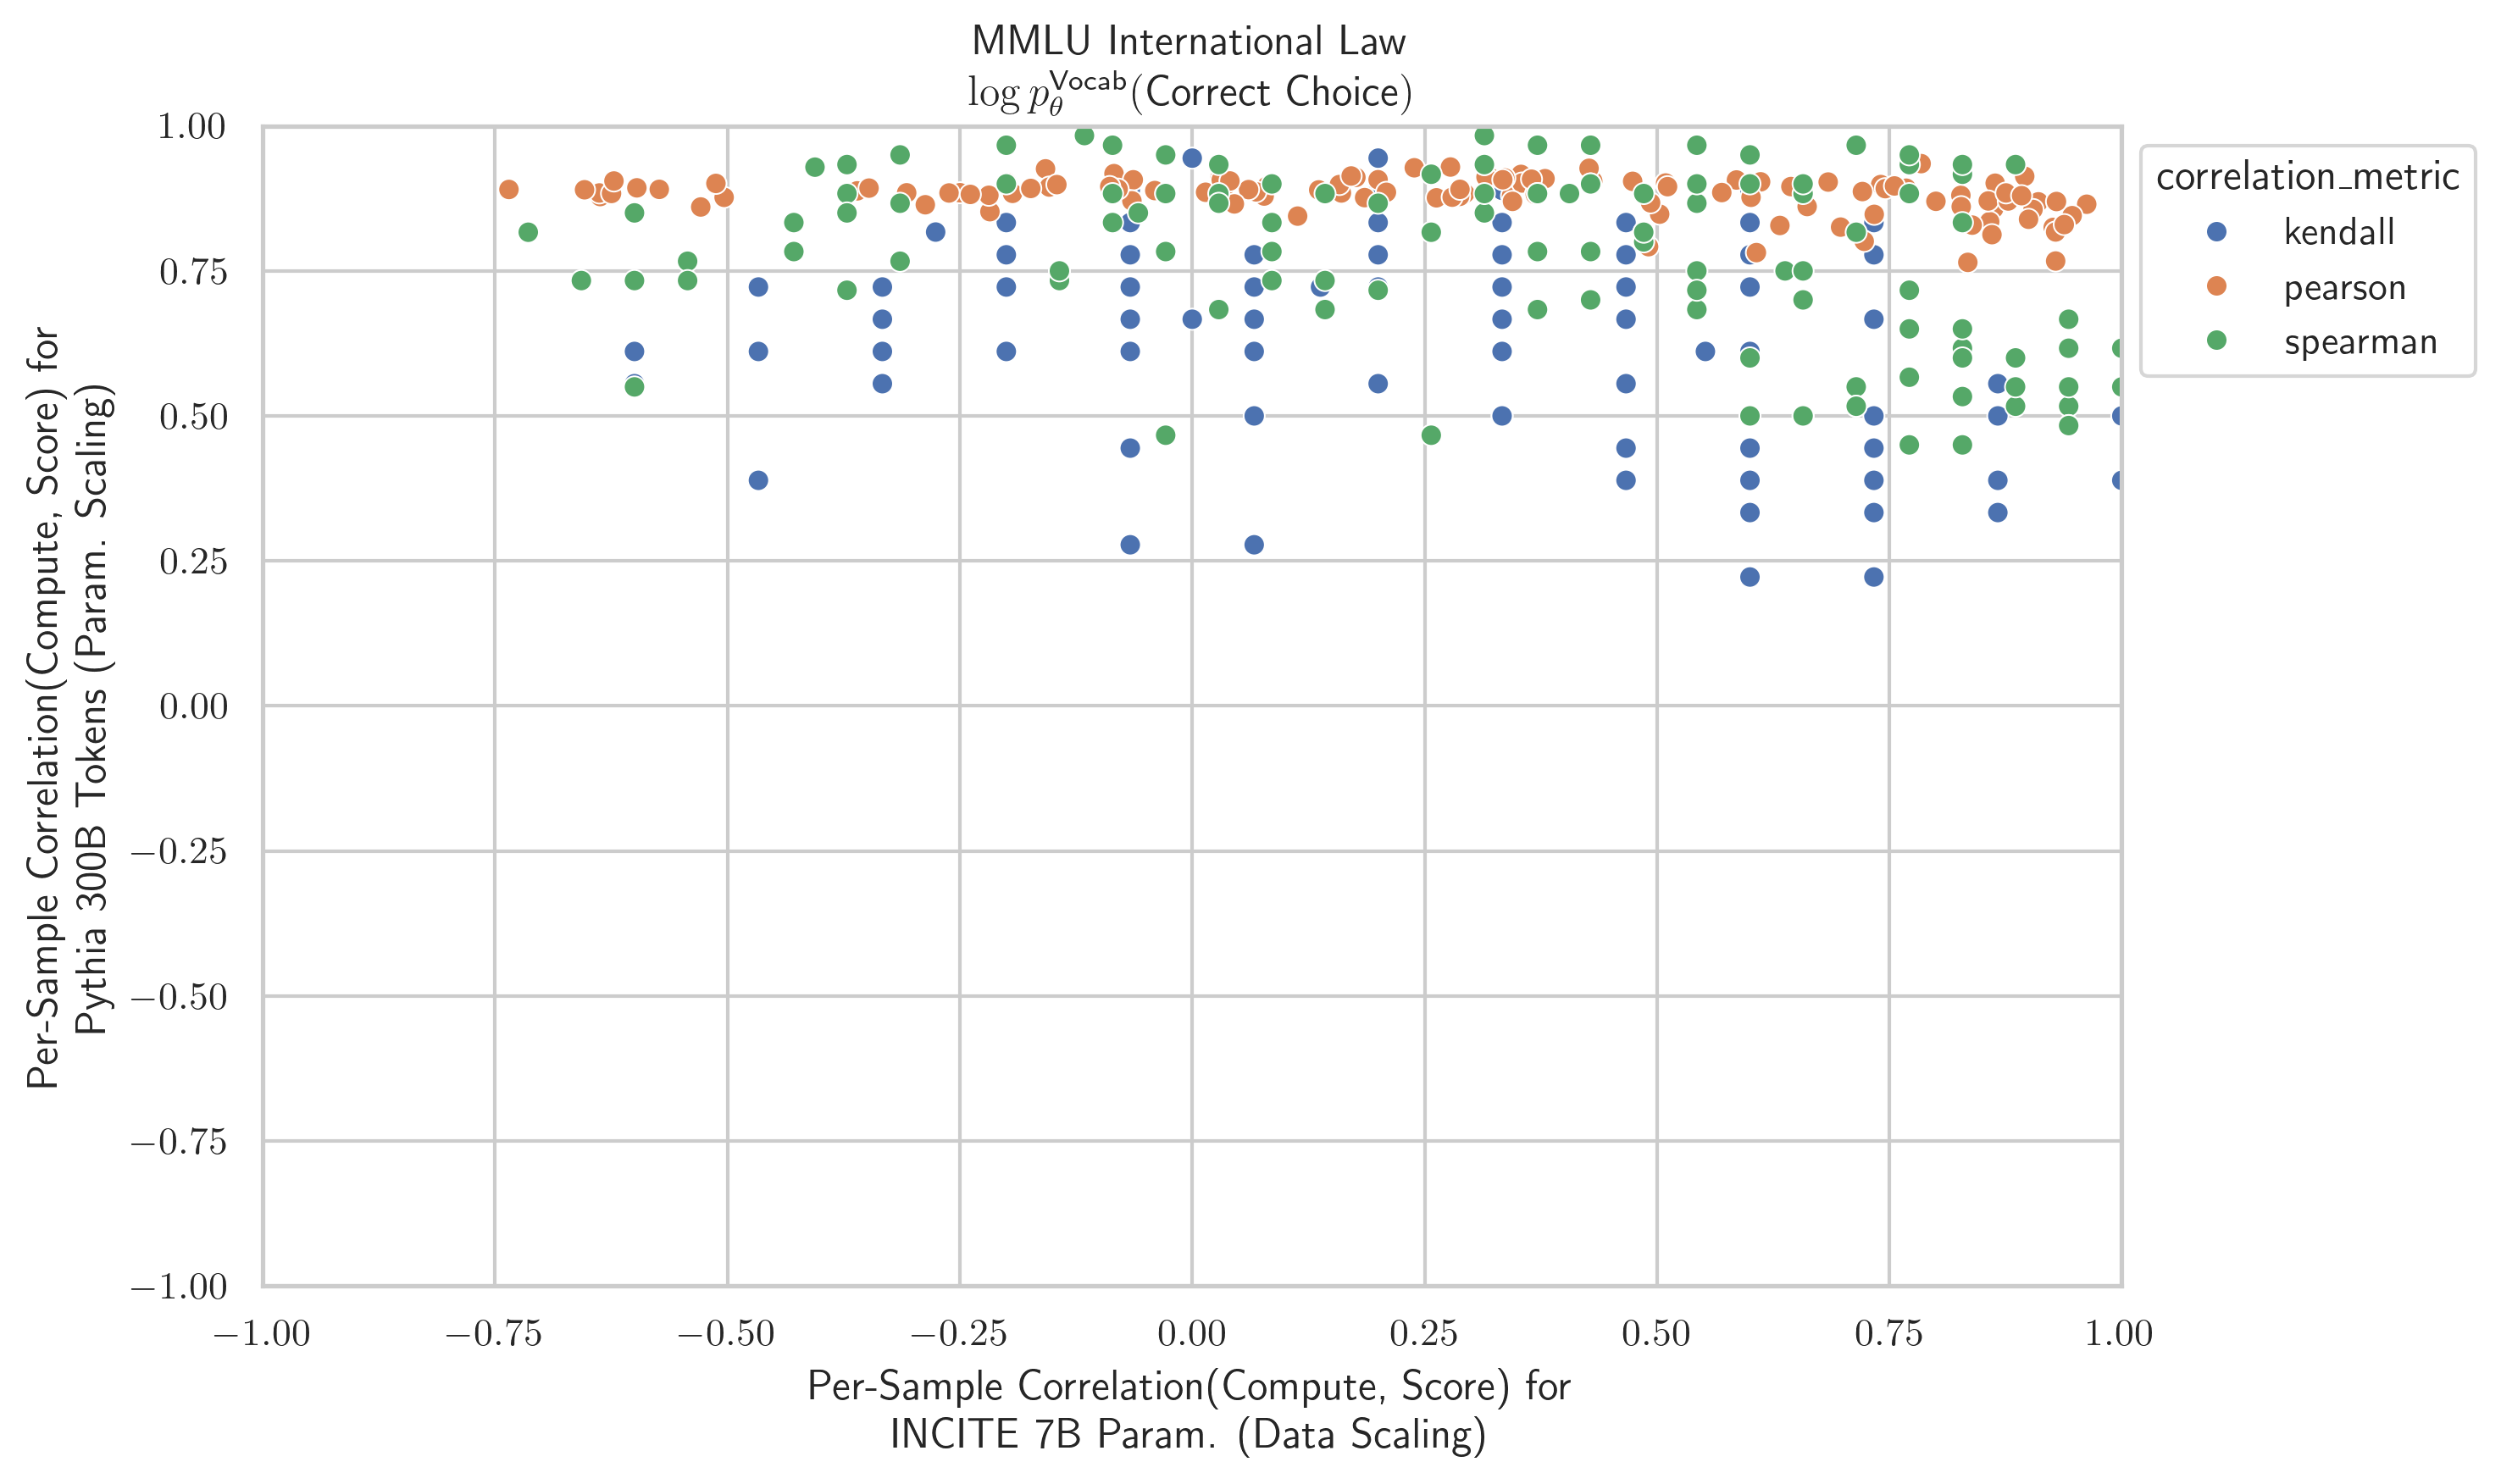 MMLU International Law
log p_θ^Vocab(Correct Choice)
1.00
0.75
0.50
0.25
0.00
−0.25
−0.50
−0.75
−1.00
Per-Sample Correlation(Compute, Score) for
Pythia 300B Tokens (Param. Scaling)
correlation_metric
kendall
pearson
spearman
−1.00 −0.75 −0.50 −0.25 0.00 0.25 0.50 0.75 1.00
Per-Sample Correlation(Compute, Score) for
INCITE 7B Param. (Data Scaling)